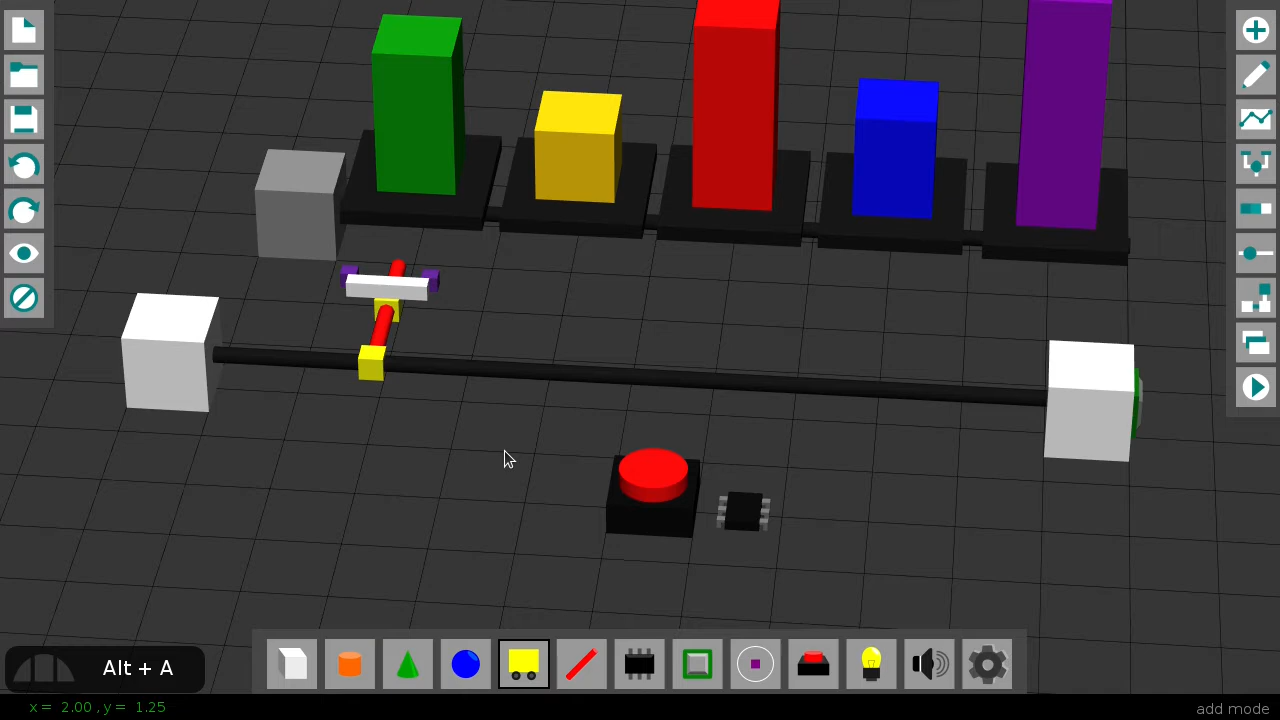 Alt + A
x = 2.00 , y = 1.25
add mode